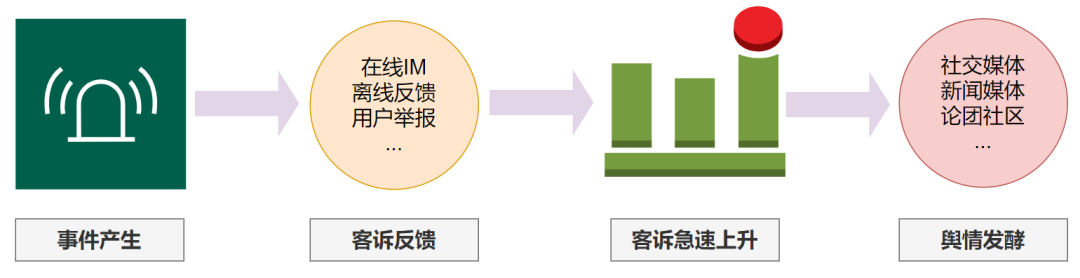 在线IM
离线反馈
用户举报
...
社交媒体
新闻媒体
论团社区
...
事件产生
客诉反馈
客诉急速上升
舆情发酵